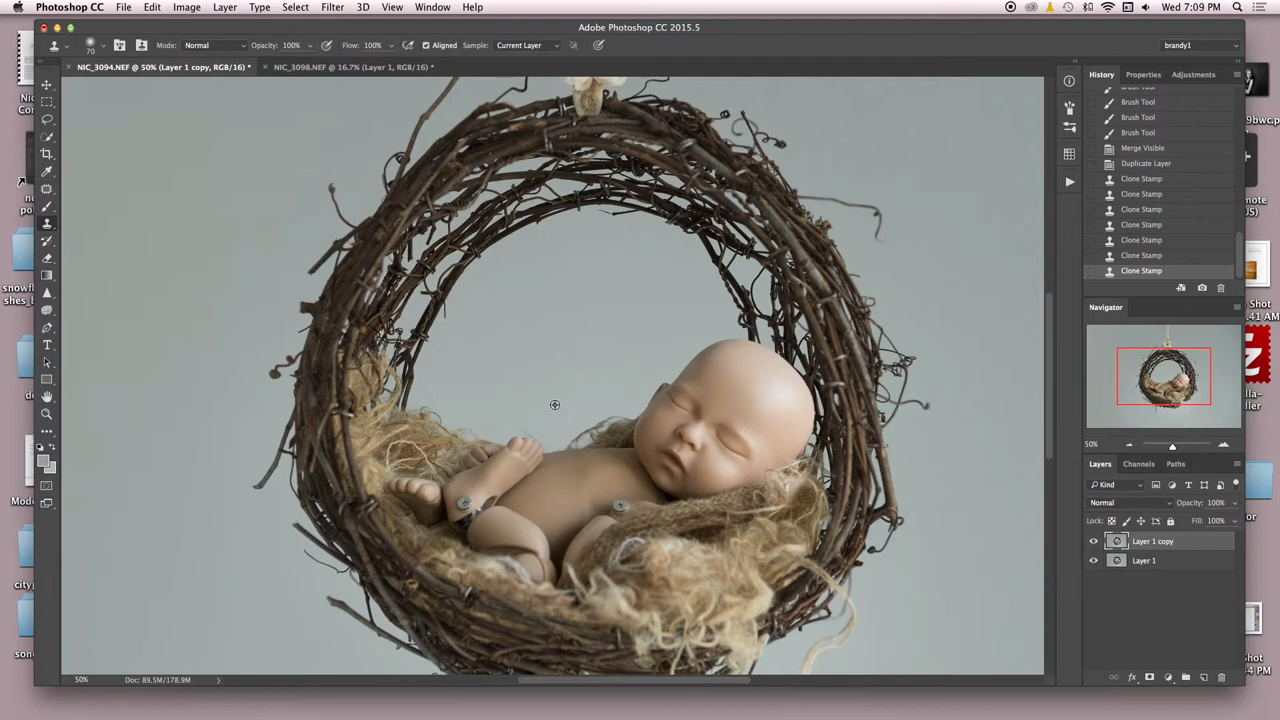 Photoshop CC File Edit Image Layer Type Select Filter 3D View Window Help Wed 7:09 PM
Adobe Photoshop CC 2015.5
70 Mode: Normal Opacity: 100% Flow: 100% Aligned Sample: Current Layer brandy1
NIC_3094.NEF @ 50% (Layer 1 copy, RGB/16) * NIC_3098.NEF @ 16.7% (Layer 1, RGB/16) *
History Properties Adjustments
Brush Tool
Brush Tool
Brush Tool
Brush Tool
Merge Visible
Duplicate Layer
Clone Stamp
Clone Stamp
Clone Stamp
Clone Stamp
Clone Stamp
Clone Stamp
Clone Stamp
Navigator
50%
Layers Channels Paths
Kind
Normal Opacity: 100%
Lock: Fill: 100%
Layer 1 copy
Layer 1
50% Doc: 89.5M/178.9M